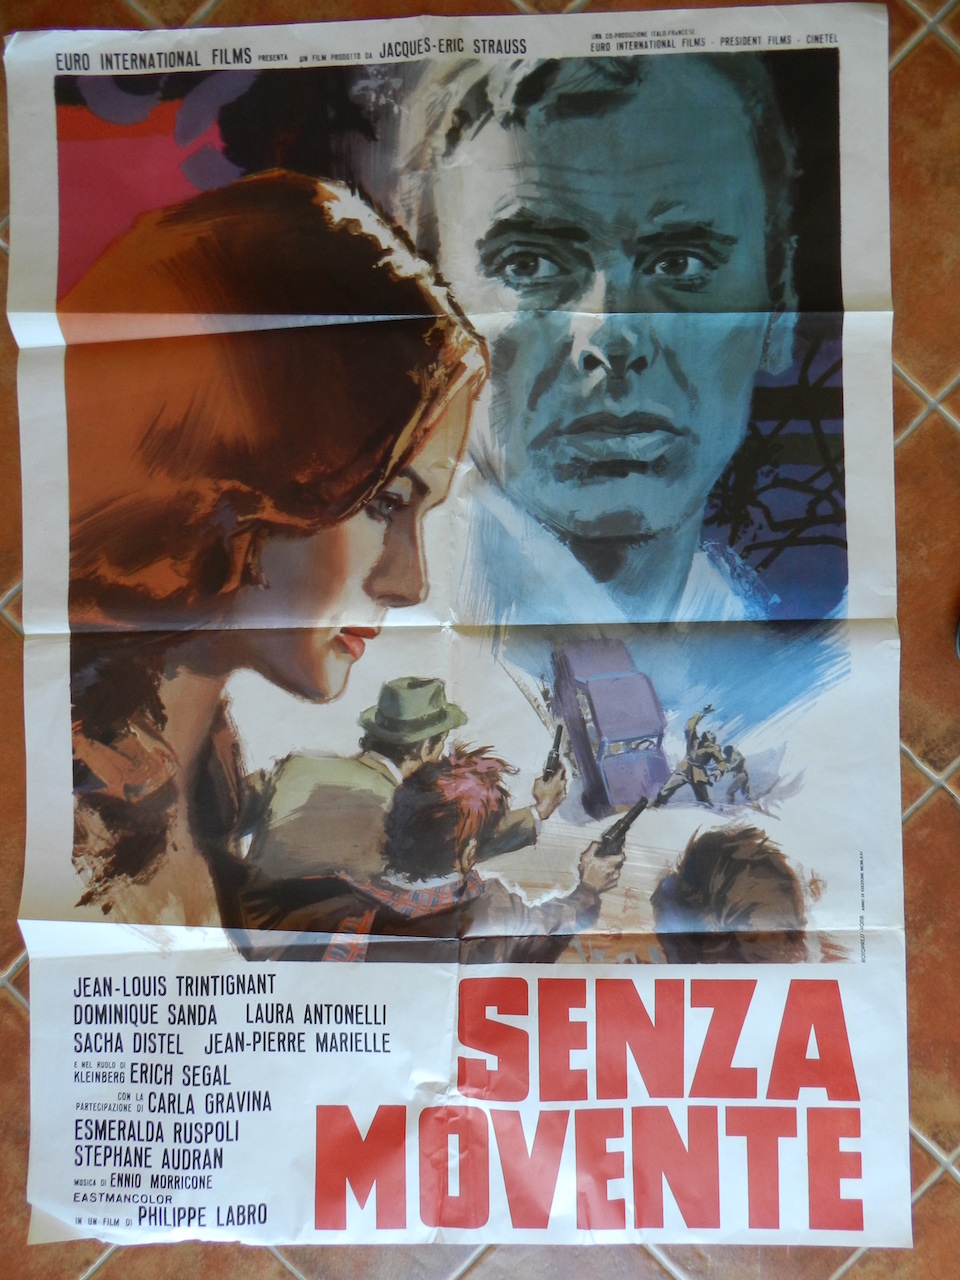 EURO INTERNATIONAL FILMS PRESENTA UN FILM PRODOTTO DA JACQUES-ERIC STRAUSS
UNA CO-PRODUZIONE ITALO-FRANCESE
EURO INTERNATIONAL FILMS - PRESIDENT FILMS - CINETEL
JEAN-LOUIS TRINTIGNANT
DOMINIQUE SANDA LAURA ANTONELLI
SACHA DISTEL JEAN-PIERRE MARIELLE
E NEL RUOLO DI
KLEINBERG ERICH SEGAL
CON LA
PARTECIPAZIONE DI CARLA GRAVINA
ESMERALDA RUSPOLI
STEPHANE AUDRAN
MUSICA DI ENNIO MORRICONE
EASTMANCOLOR
IN UN FILM DI PHILIPPE LABRO
SENZA
MOVENTE